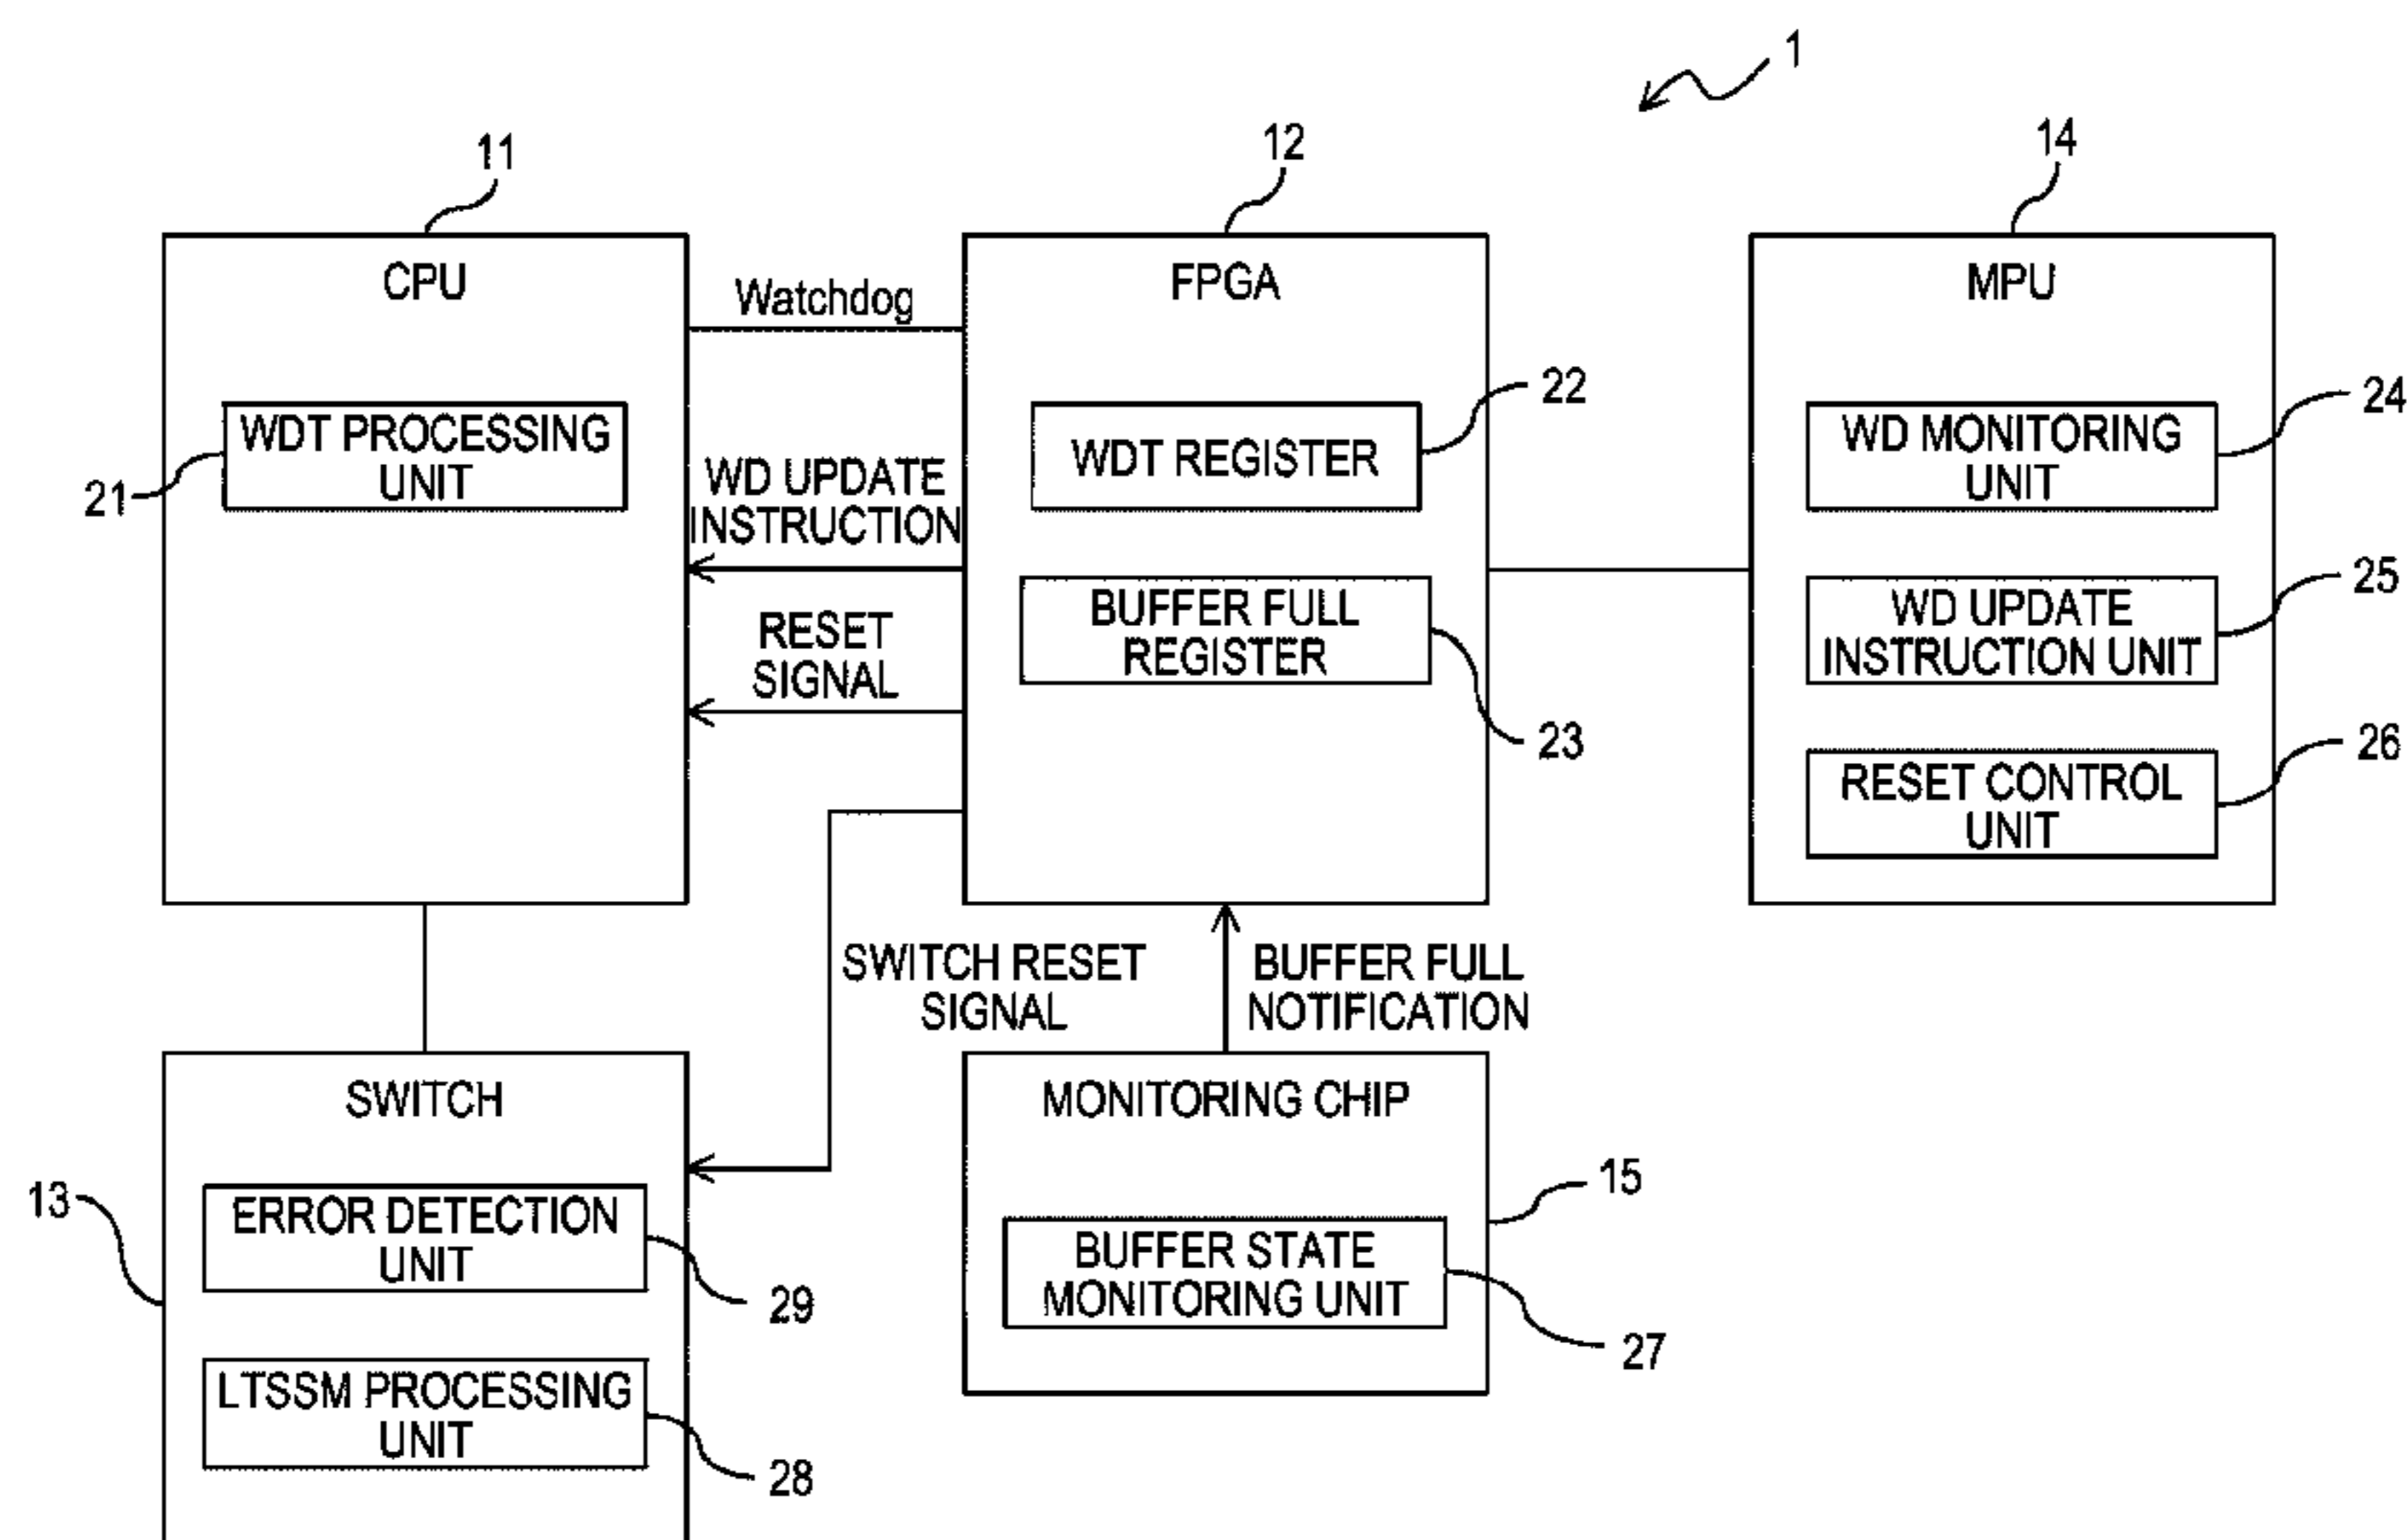 1
11
12
14
CPU
Watchdog
FPGA
MPU
WDT PROCESSING
UNIT
21
WD UPDATE
INSTRUCTION
RESET
SIGNAL
WDT REGISTER
22
BUFFER FULL
REGISTER
23
WD MONITORING
UNIT
24
WD UPDATE
INSTRUCTION UNIT
25
RESET CONTROL
UNIT
26
SWITCH RESET
SIGNAL
BUFFER FULL
NOTIFICATION
SWITCH
13
ERROR DETECTION
UNIT
29
LTSSM PROCESSING
UNIT
28
MONITORING CHIP
15
BUFFER STATE
MONITORING UNIT
27